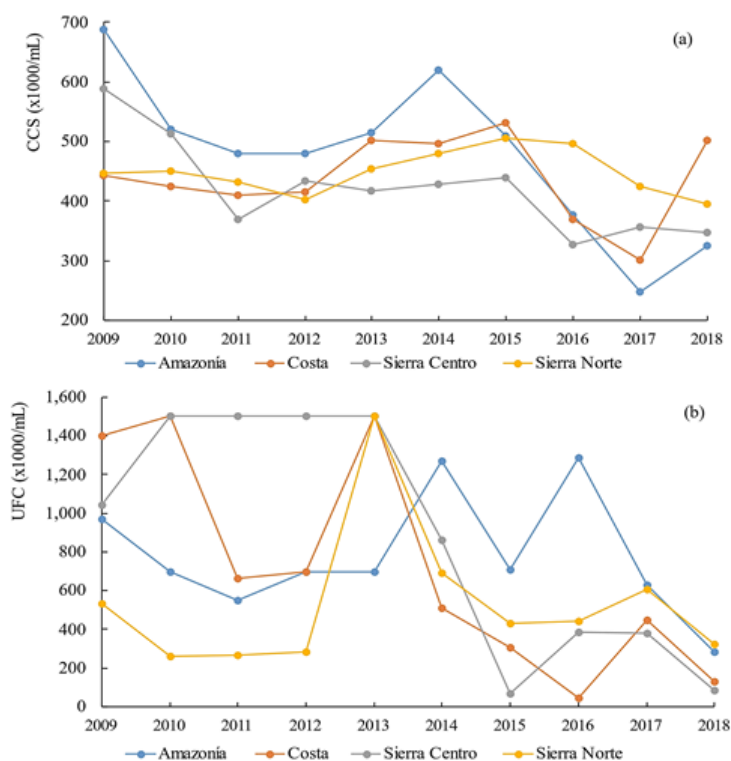 700
(a)
600
500
400
300
200
CCS (x1000/mL)
2009 2010 2011 2012 2013 2014 2015 2016 2017 2018
Amazonía Costa Sierra Centro Sierra Norte
1,600
(b)
1,400
1,200
1,000
800
600
400
200
0
UFC (x1000/mL)
2009 2010 2011 2012 2013 2014 2015 2016 2017 2018
Amazonía Costa Sierra Centro Sierra Norte